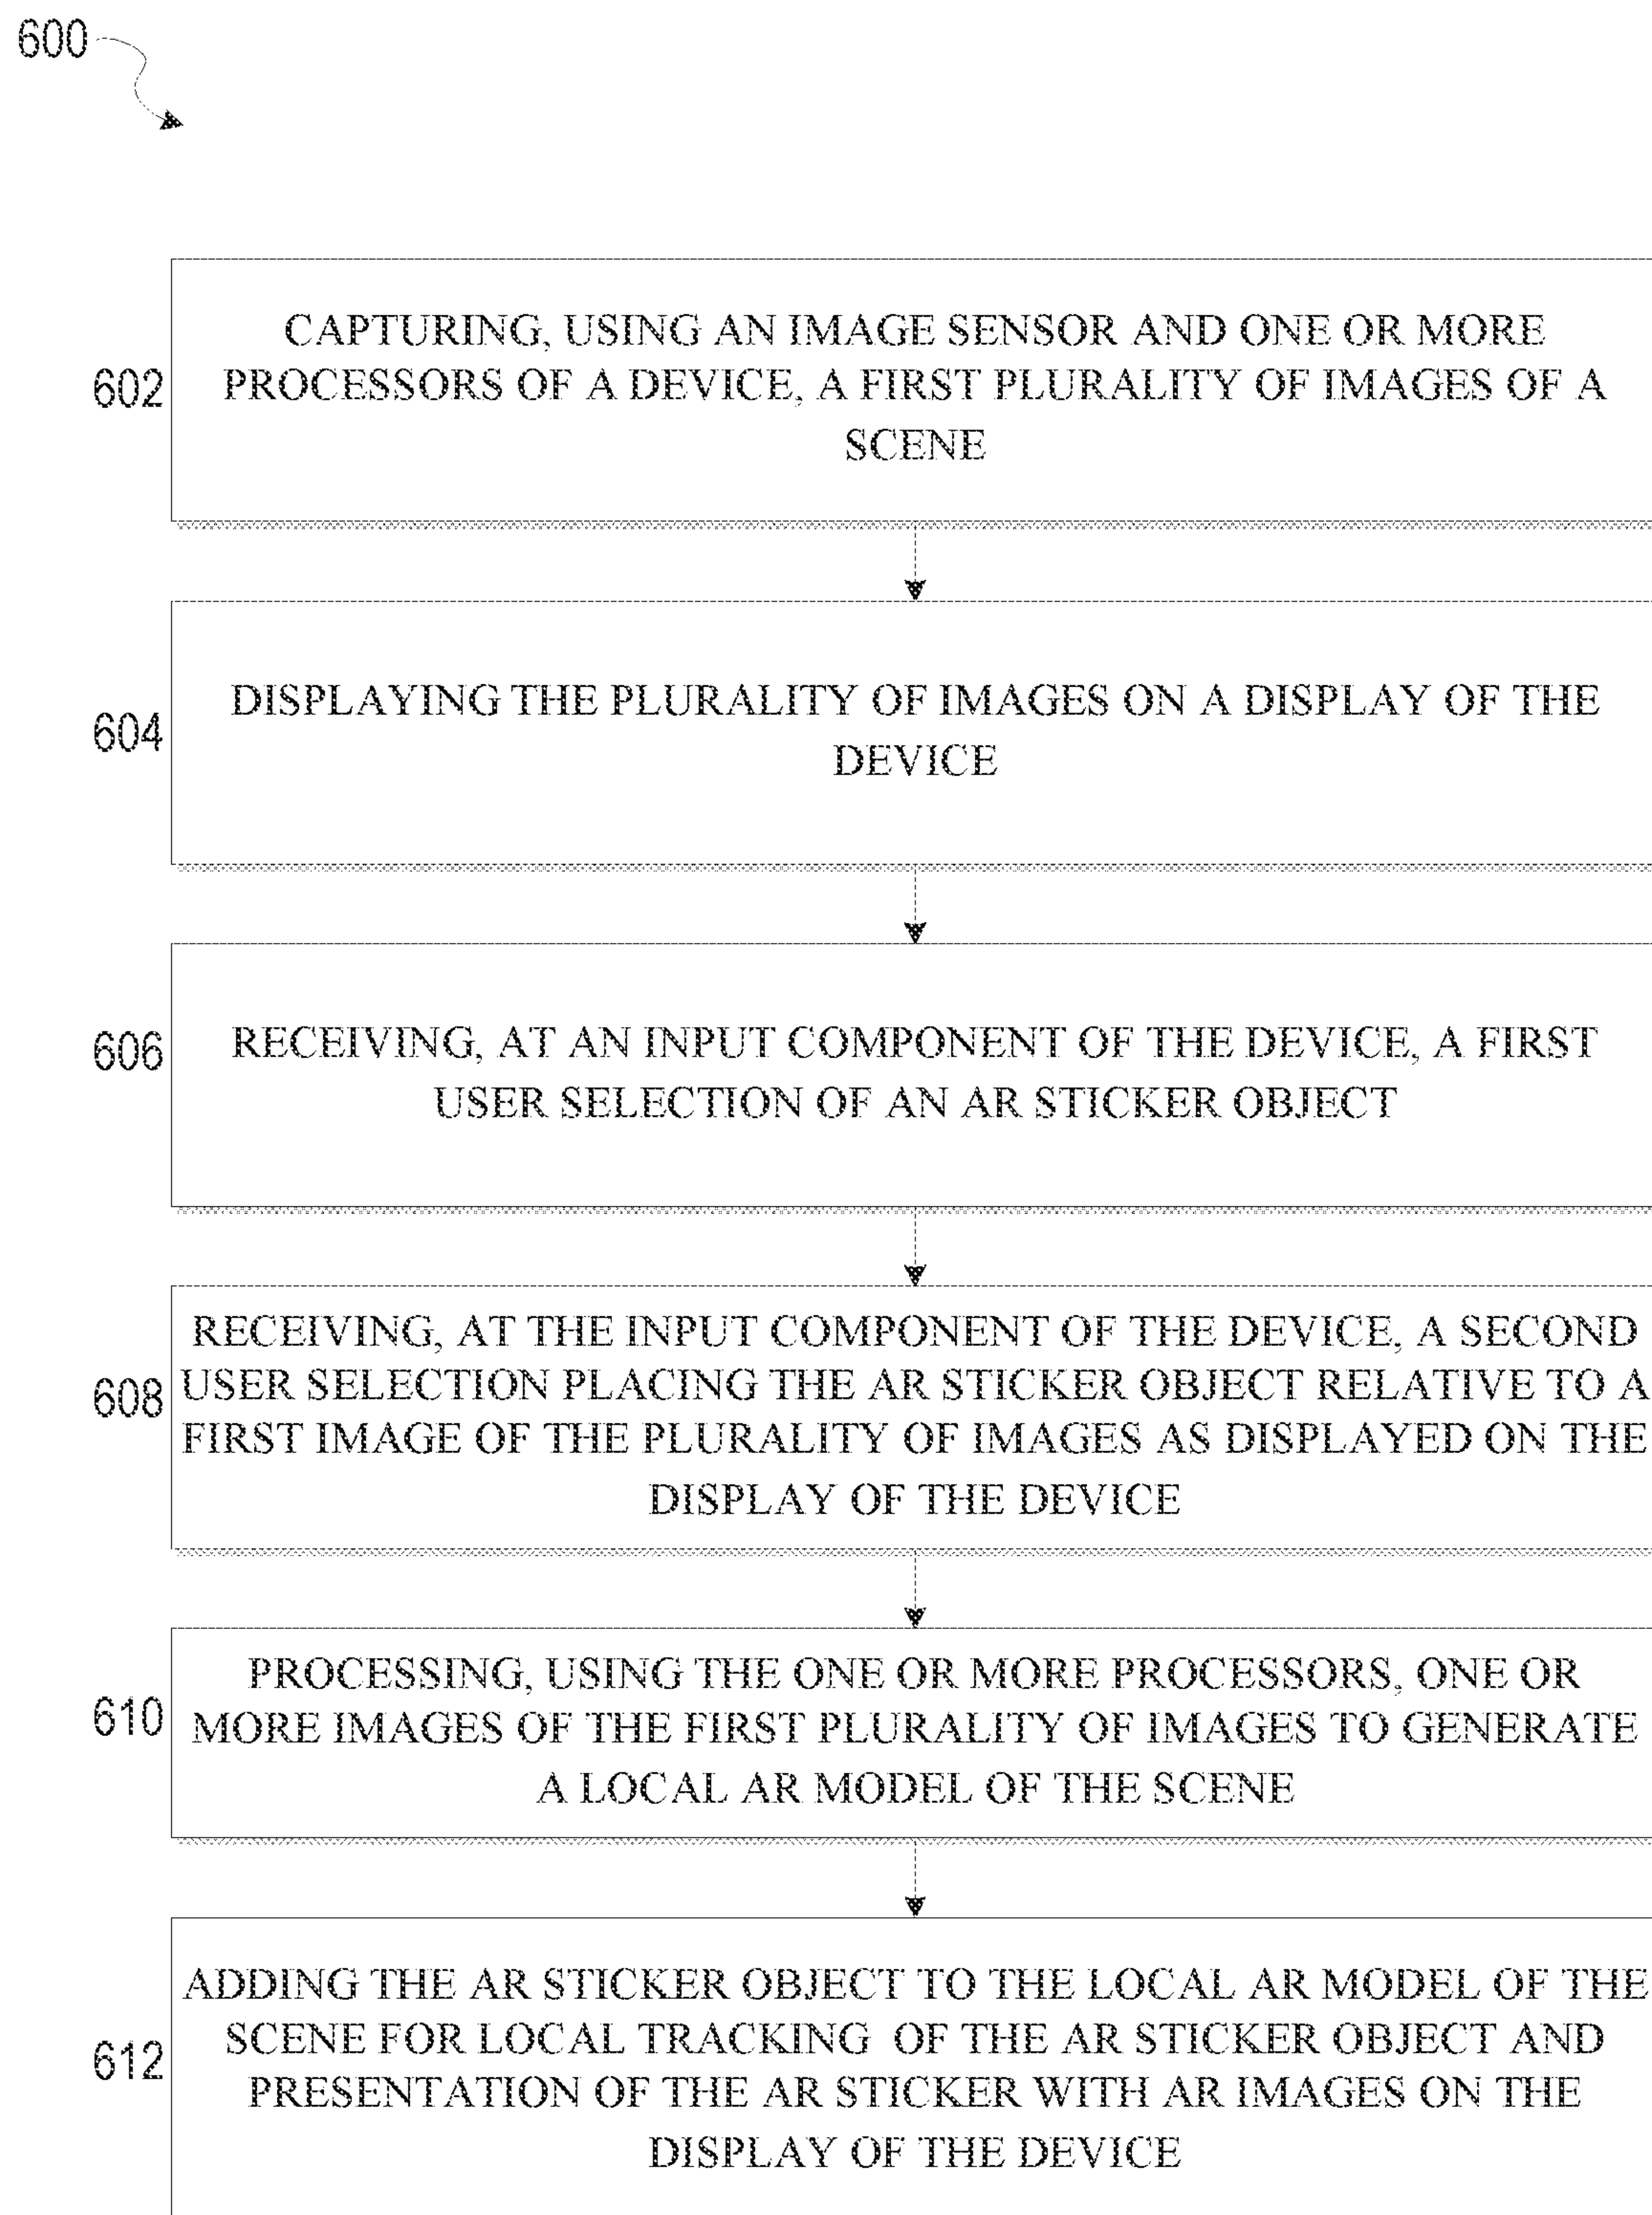 600
CAPTURING, USING AN IMAGE SENSOR AND ONE OR MORE
PROCESSORS OF A DEVICE, A FIRST PLURALITY OF IMAGES OF A
SCENE
602
DISPLAYING THE PLURALITY OF IMAGES ON A DISPLAY OF THE
DEVICE
604
RECEIVING, AT AN INPUT COMPONENT OF THE DEVICE, A FIRST
USER SELECTION OF AN AR STICKER OBJECT
606
RECEIVING, AT THE INPUT COMPONENT OF THE DEVICE, A SECOND
USER SELECTION PLACING THE AR STICKER OBJECT RELATIVE TO A
FIRST IMAGE OF THE PLURALITY OF IMAGES AS DISPLAYED ON THE
DISPLAY OF THE DEVICE
608
PROCESSING, USING THE ONE OR MORE PROCESSORS, ONE OR
MORE IMAGES OF THE FIRST PLURALITY OF IMAGES TO GENERATE
A LOCAL AR MODEL OF THE SCENE
610
ADDING THE AR STICKER OBJECT TO THE LOCAL AR MODEL OF THE
SCENE FOR LOCAL TRACKING OF THE AR STICKER OBJECT AND
PRESENTATION OF THE AR STICKER WITH AR IMAGES ON THE
DISPLAY OF THE DEVICE
612